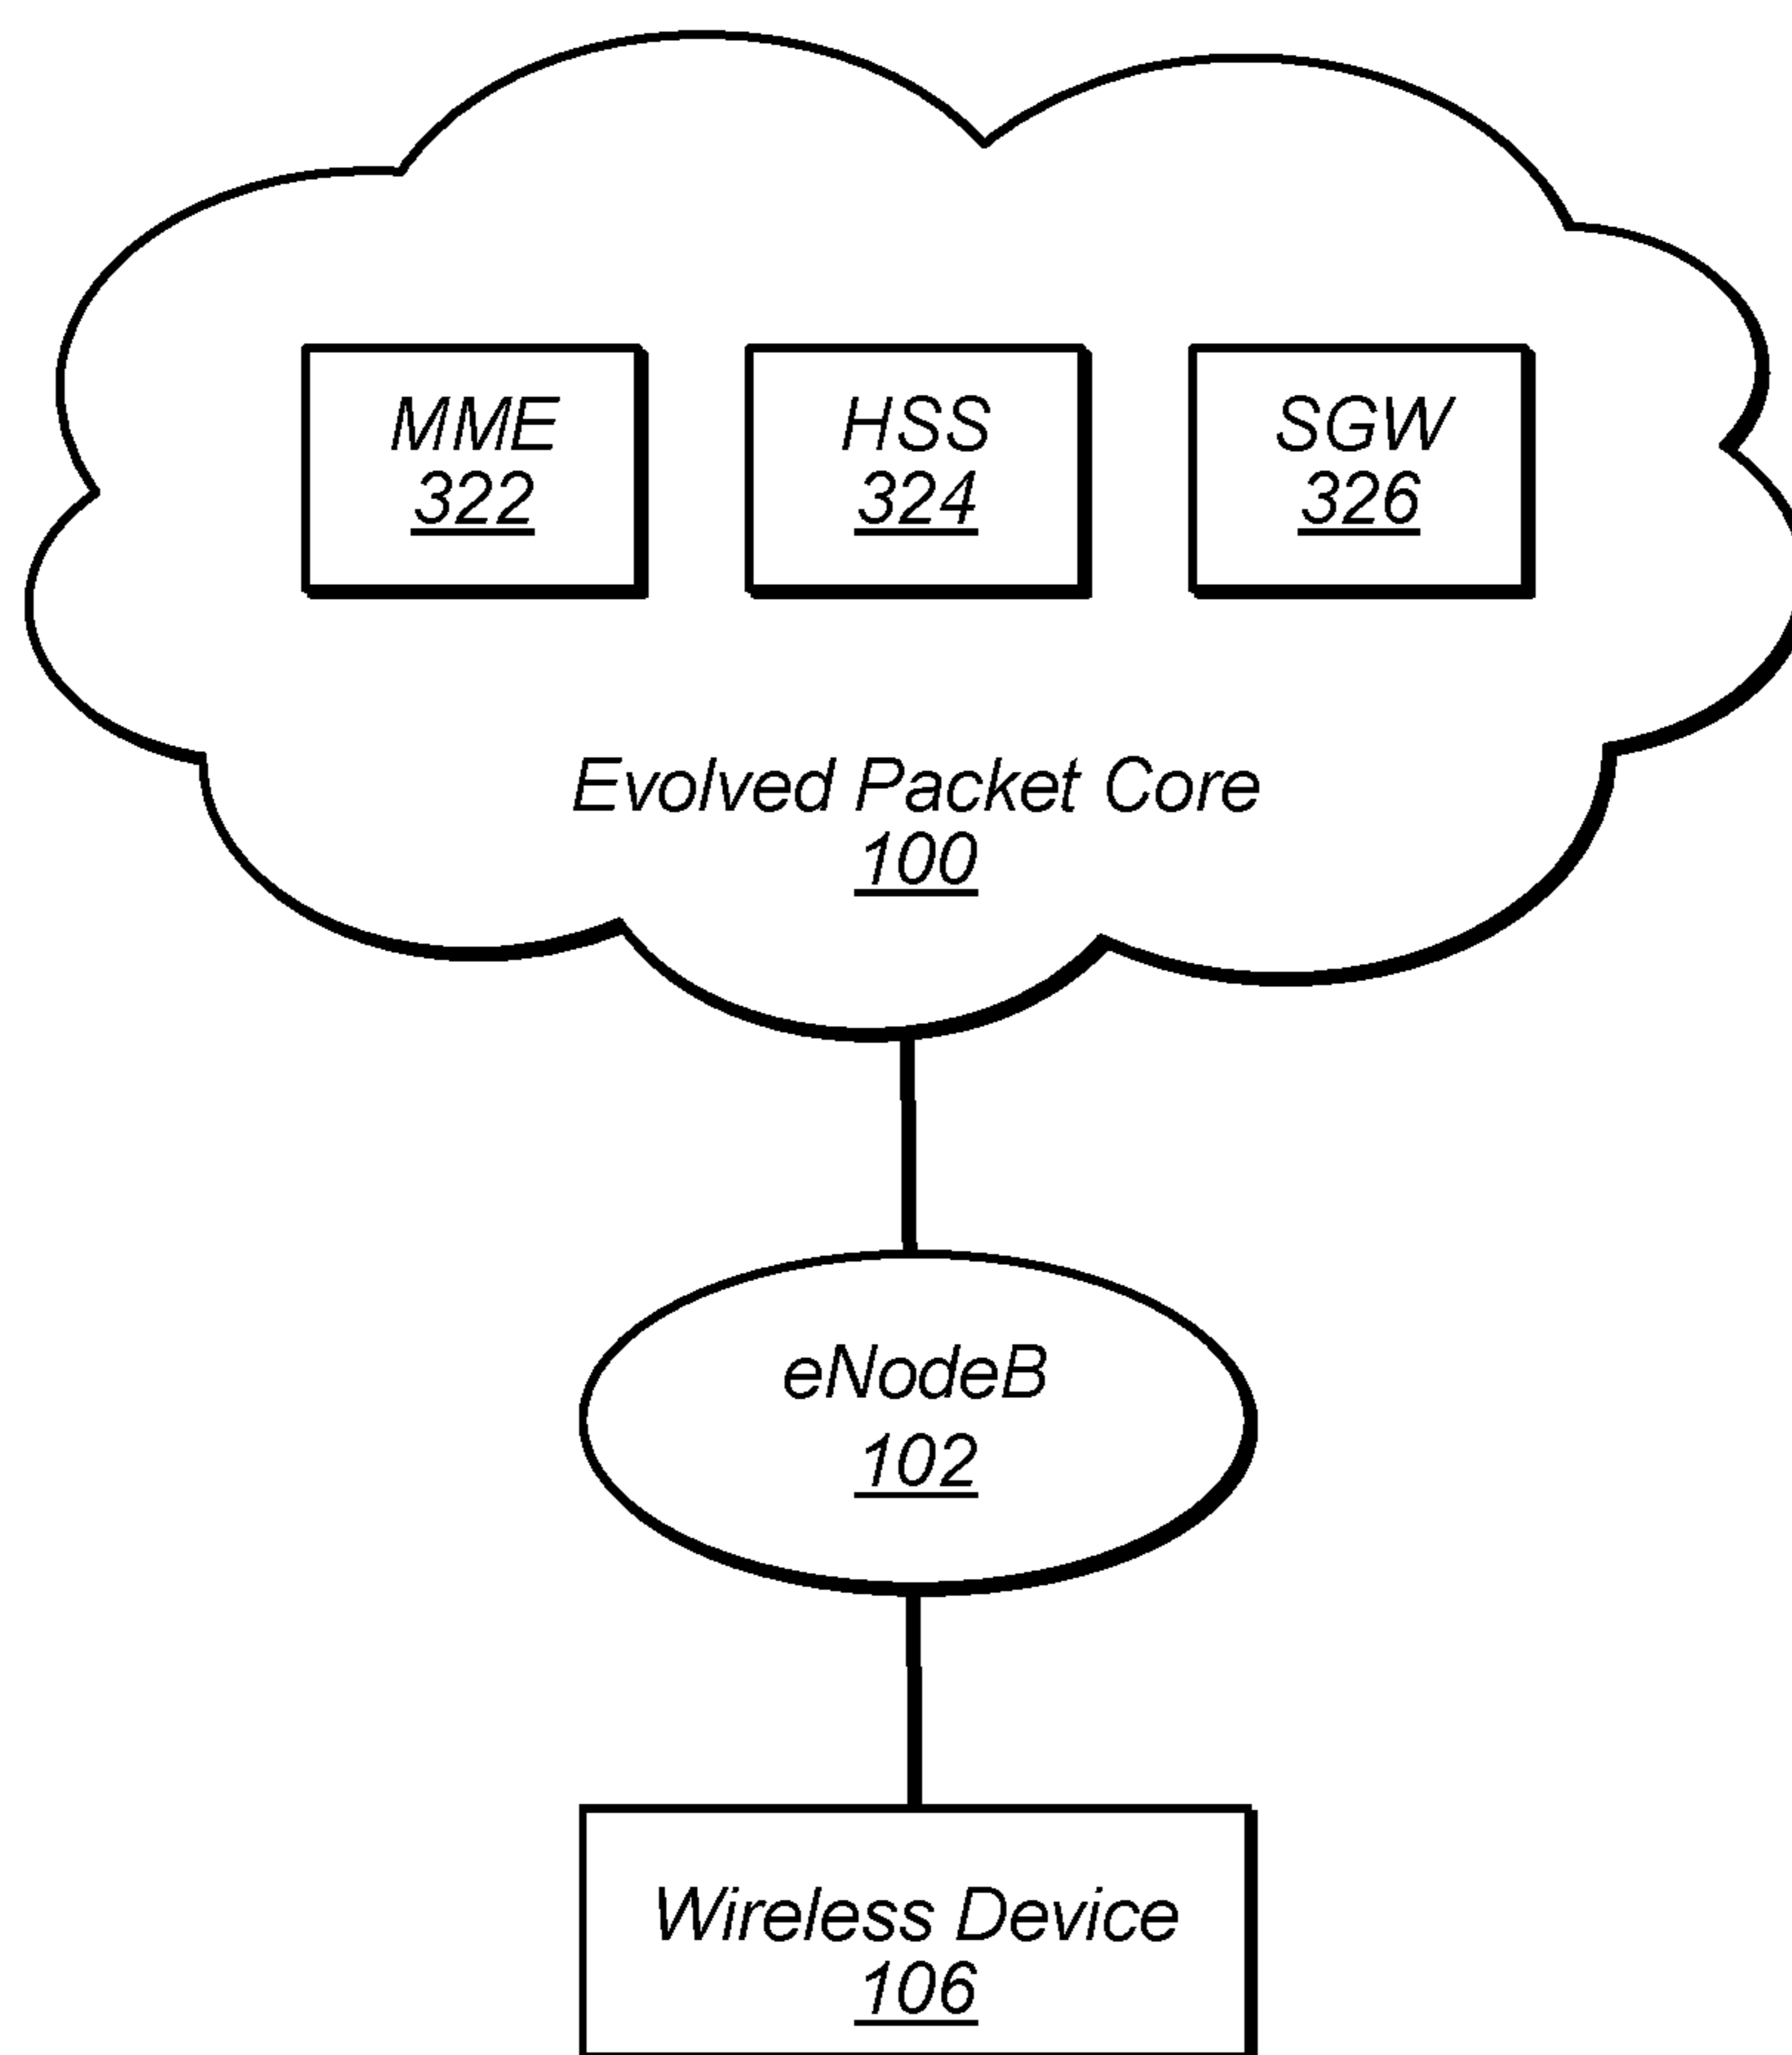 MME
322
HSS
324
SGW
326
Evolved Packet Core
100
eNodeB
102
Wireless Device
106